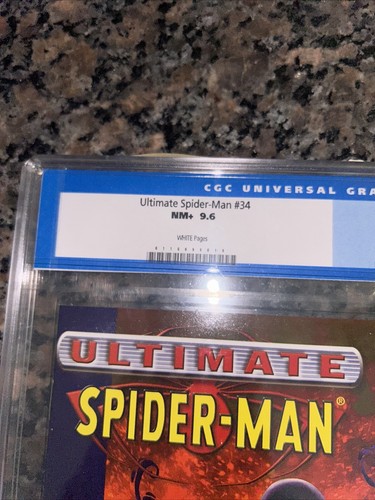 CGC UNIVERSAL GRA
Ultimate Spider-Man #34
NM+ 9.6
WHITE Pages
ULTIMATE
SPIDER-MAN®